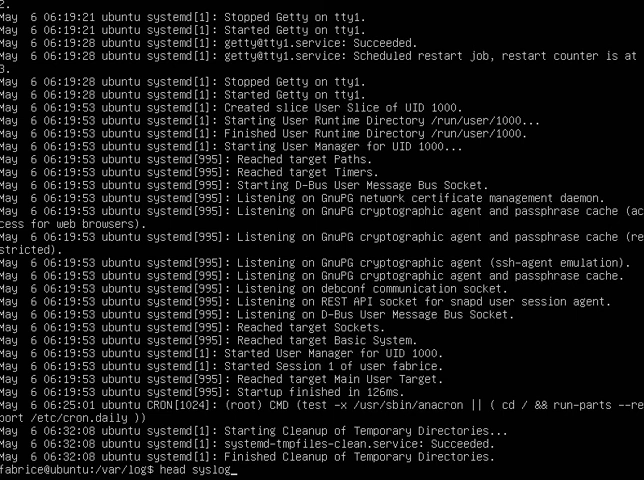 2.
May  6 06:19:21 ubuntu systemd[1]: Stopped Getty on tty1.
May  6 06:19:21 ubuntu systemd[1]: Started Getty on tty1.
May  6 06:19:28 ubuntu systemd[1]: getty@tty1.service: Succeeded.
May  6 06:19:28 ubuntu systemd[1]: getty@tty1.service: Scheduled restart job, restart counter is at
3.
May  6 06:19:28 ubuntu systemd[1]: Stopped Getty on tty1.
May  6 06:19:28 ubuntu systemd[1]: Started Getty on tty1.
May  6 06:19:53 ubuntu systemd[1]: Created slice User Slice of UID 1000.
May  6 06:19:53 ubuntu systemd[1]: Starting User Runtime Directory /run/user/1000...
May  6 06:19:53 ubuntu systemd[1]: Finished User Runtime Directory /run/user/1000.
May  6 06:19:53 ubuntu systemd[1]: Starting User Manager for UID 1000...
May  6 06:19:53 ubuntu systemd[995]: Reached target Paths.
May  6 06:19:53 ubuntu systemd[995]: Reached target Timers.
May  6 06:19:53 ubuntu systemd[995]: Starting D-Bus User Message Bus Socket.
May  6 06:19:53 ubuntu systemd[995]: Listening on GnuPG network certificate management daemon.
May  6 06:19:53 ubuntu systemd[995]: Listening on GnuPG cryptographic agent and passphrase cache (ac
cess for web browsers).
May  6 06:19:53 ubuntu systemd[995]: Listening on GnuPG cryptographic agent and passphrase cache (re
stricted).
May  6 06:19:53 ubuntu systemd[995]: Listening on GnuPG cryptographic agent (ssh-agent emulation).
May  6 06:19:53 ubuntu systemd[995]: Listening on GnuPG cryptographic agent and passphrase cache.
May  6 06:19:53 ubuntu systemd[995]: Listening on debconf communication socket.
May  6 06:19:53 ubuntu systemd[995]: Listening on REST API socket for snapd user session agent.
May  6 06:19:53 ubuntu systemd[995]: Listening on D-Bus User Message Bus Socket.
May  6 06:19:53 ubuntu systemd[995]: Reached target Sockets.
May  6 06:19:53 ubuntu systemd[995]: Reached target Basic System.
May  6 06:19:53 ubuntu systemd[1]: Started User Manager for UID 1000.
May  6 06:19:53 ubuntu systemd[1]: Started Session 1 of user fabrice.
May  6 06:19:53 ubuntu systemd[995]: Reached target Main User Target.
May  6 06:19:53 ubuntu systemd[995]: Startup finished in 126ms.
May  6 06:25:01 ubuntu CRON[1024]: (root) CMD (test -x /usr/sbin/anacron || ( cd / && run-parts --re
port /etc/cron.daily ))
May  6 06:32:08 ubuntu systemd[1]: Starting Cleanup of Temporary Directories...
May  6 06:32:08 ubuntu systemd[1]: systemd-tmpfiles-clean.service: Succeeded.
May  6 06:32:08 ubuntu systemd[1]: Finished Cleanup of Temporary Directories.
fabrice@ubuntu:/var/log$ head syslog_